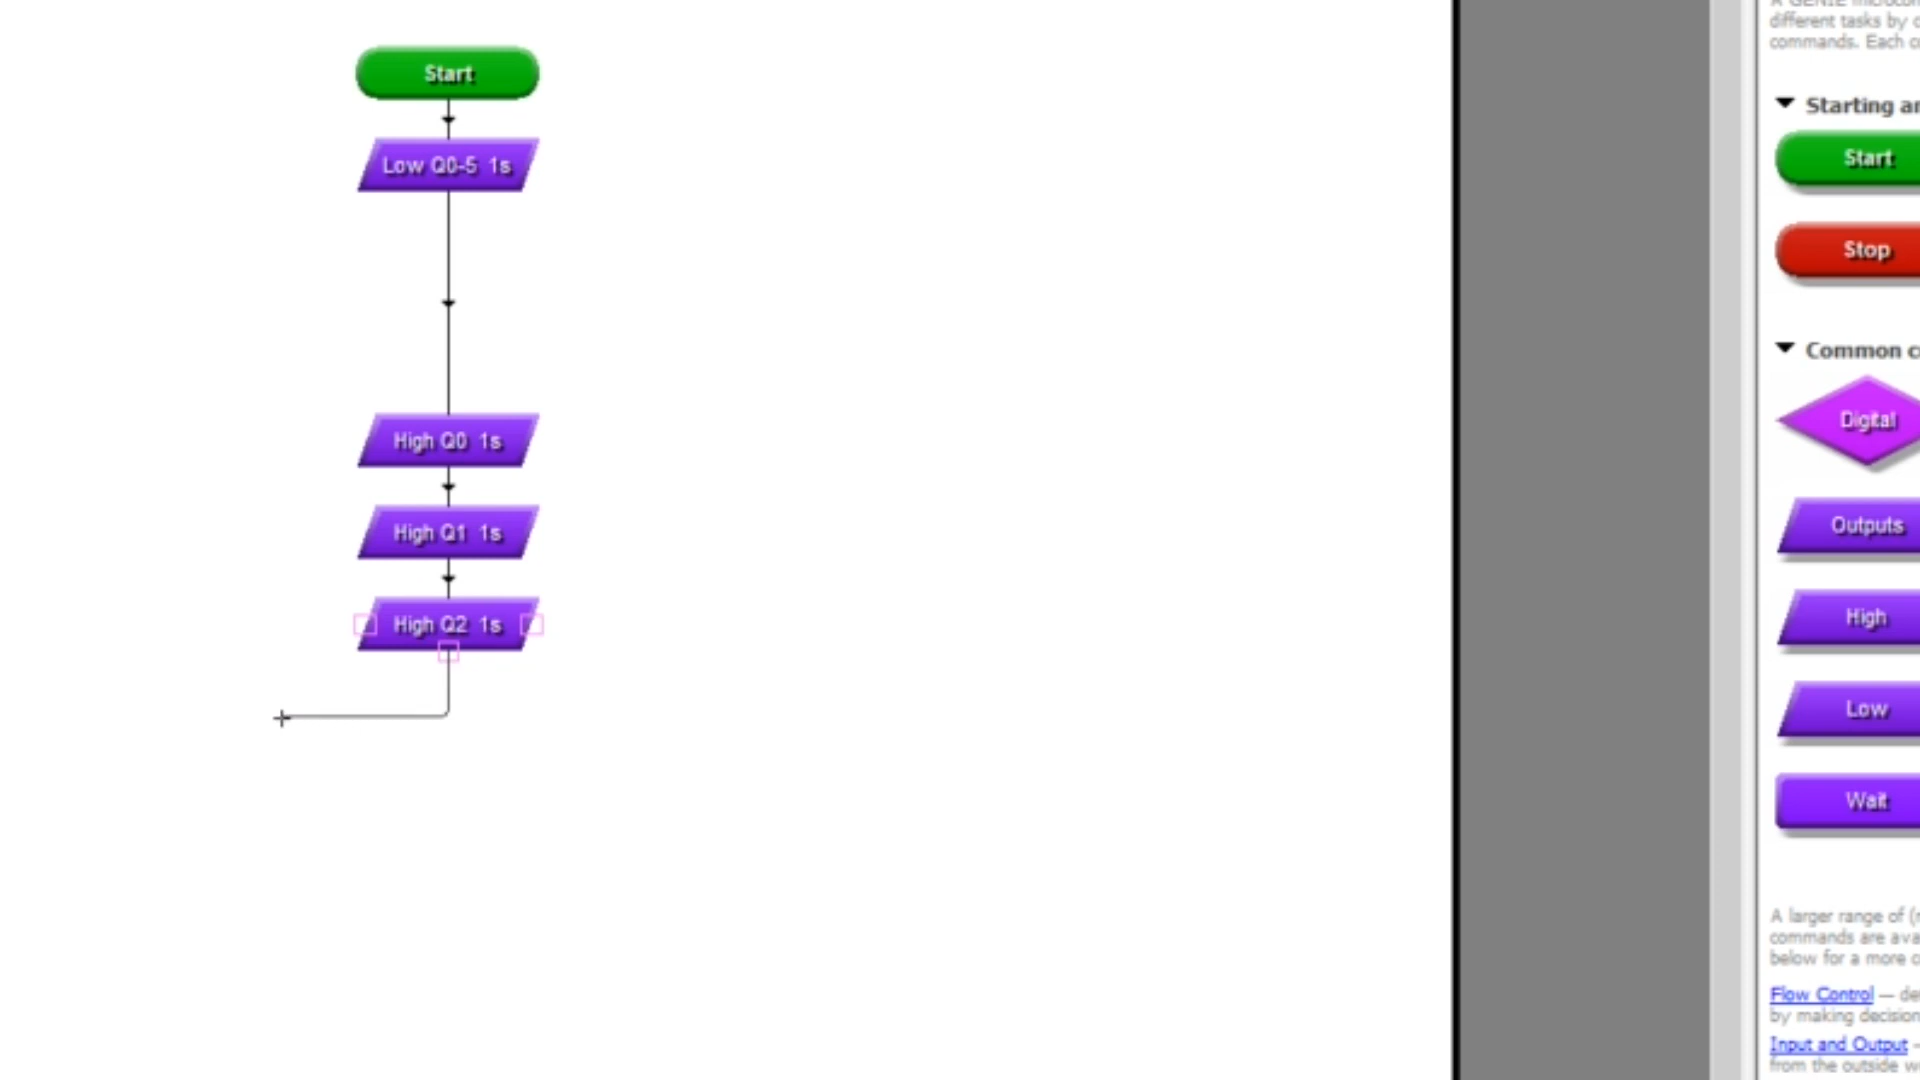 Start
Low Q0-5 1s
High Q0 1s
High Q1 1s
High Q2 1s
different tasks by
commands. Each
Starting
Start
Stop
Common
Digital
Outputs
High
Low
Wait
A larger range of
commands are
below for a more
Flow Control —
by making
Input and Output
from the outside